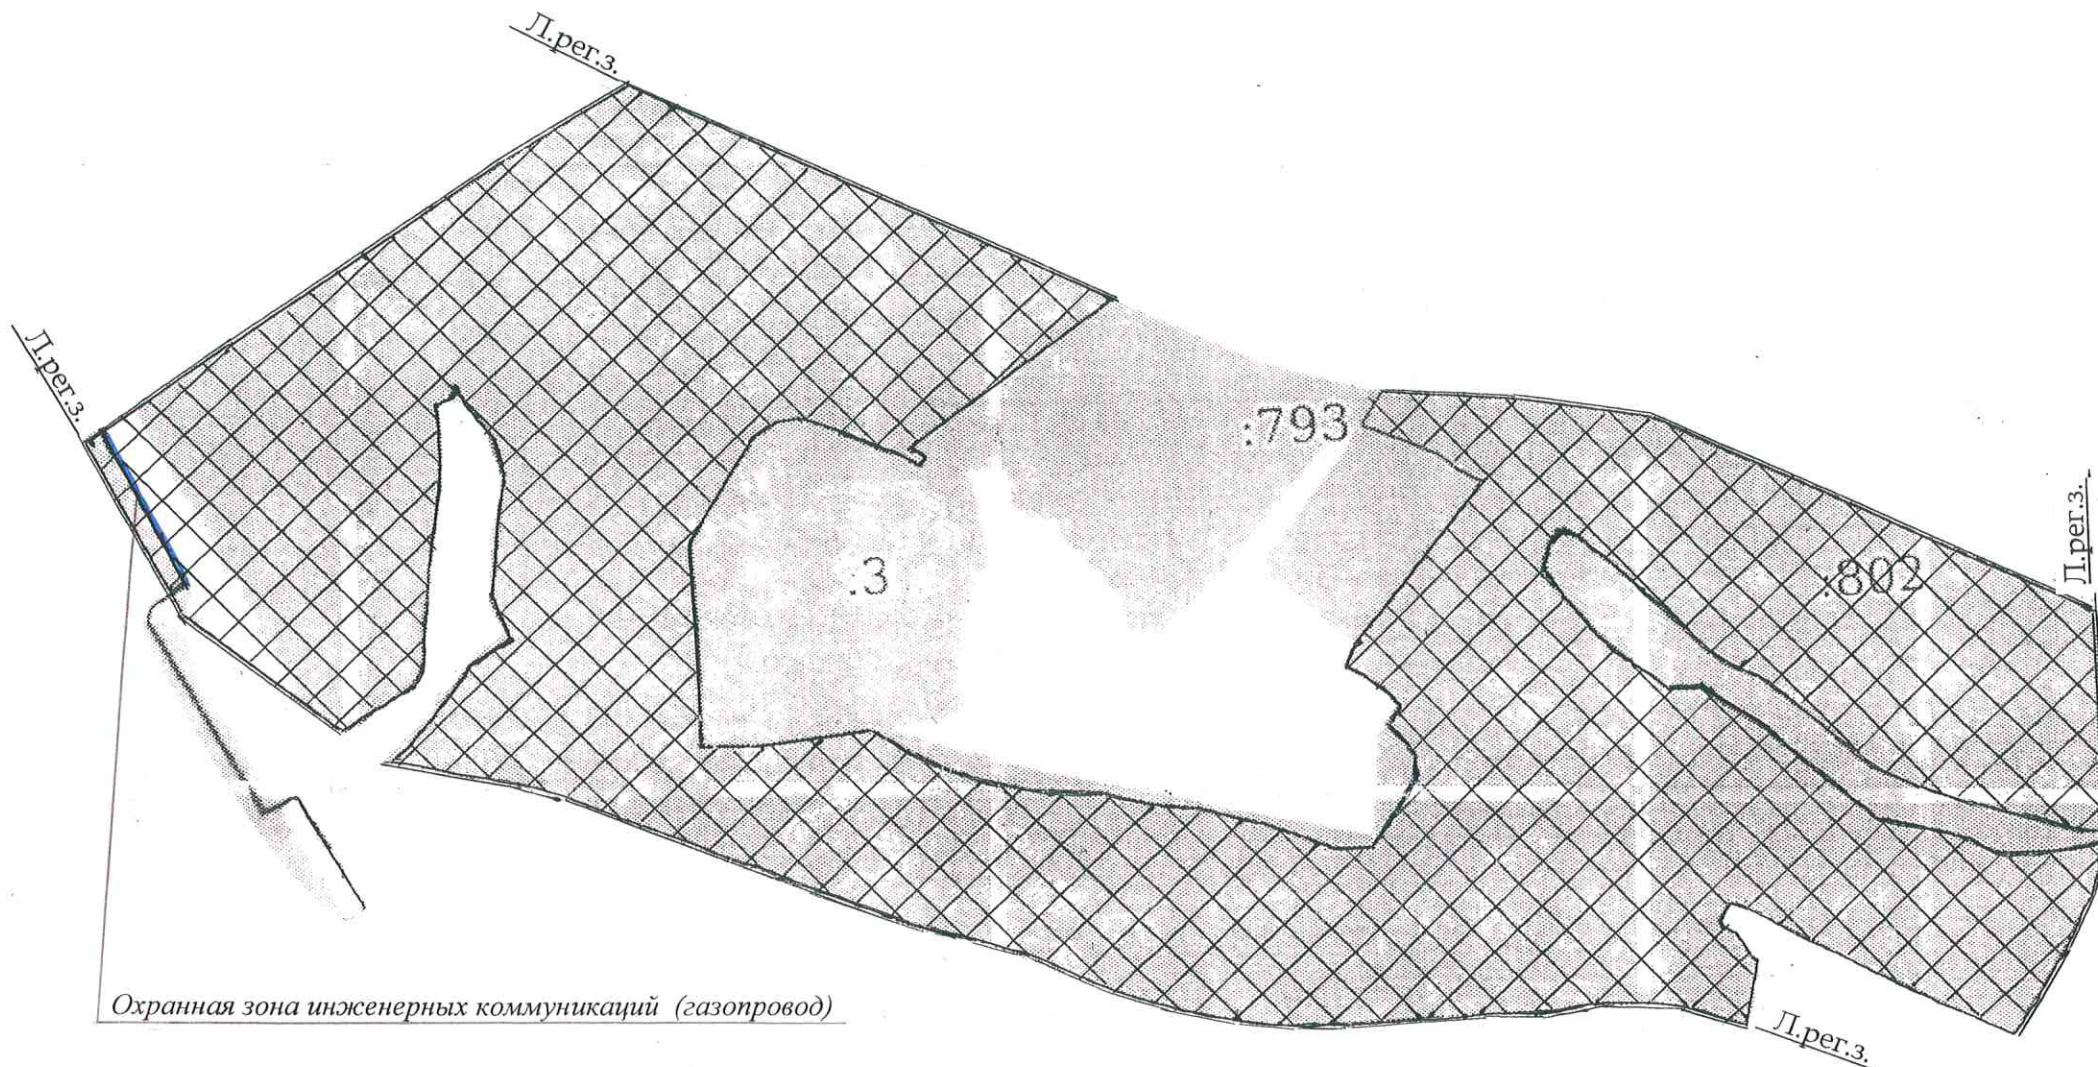 Л.рег.з.
Л.рег.з.
:793
:3
:802
Л.рег.з.
Охранная зона инженерных коммуникаций (газопровод)
Л.рег.з.